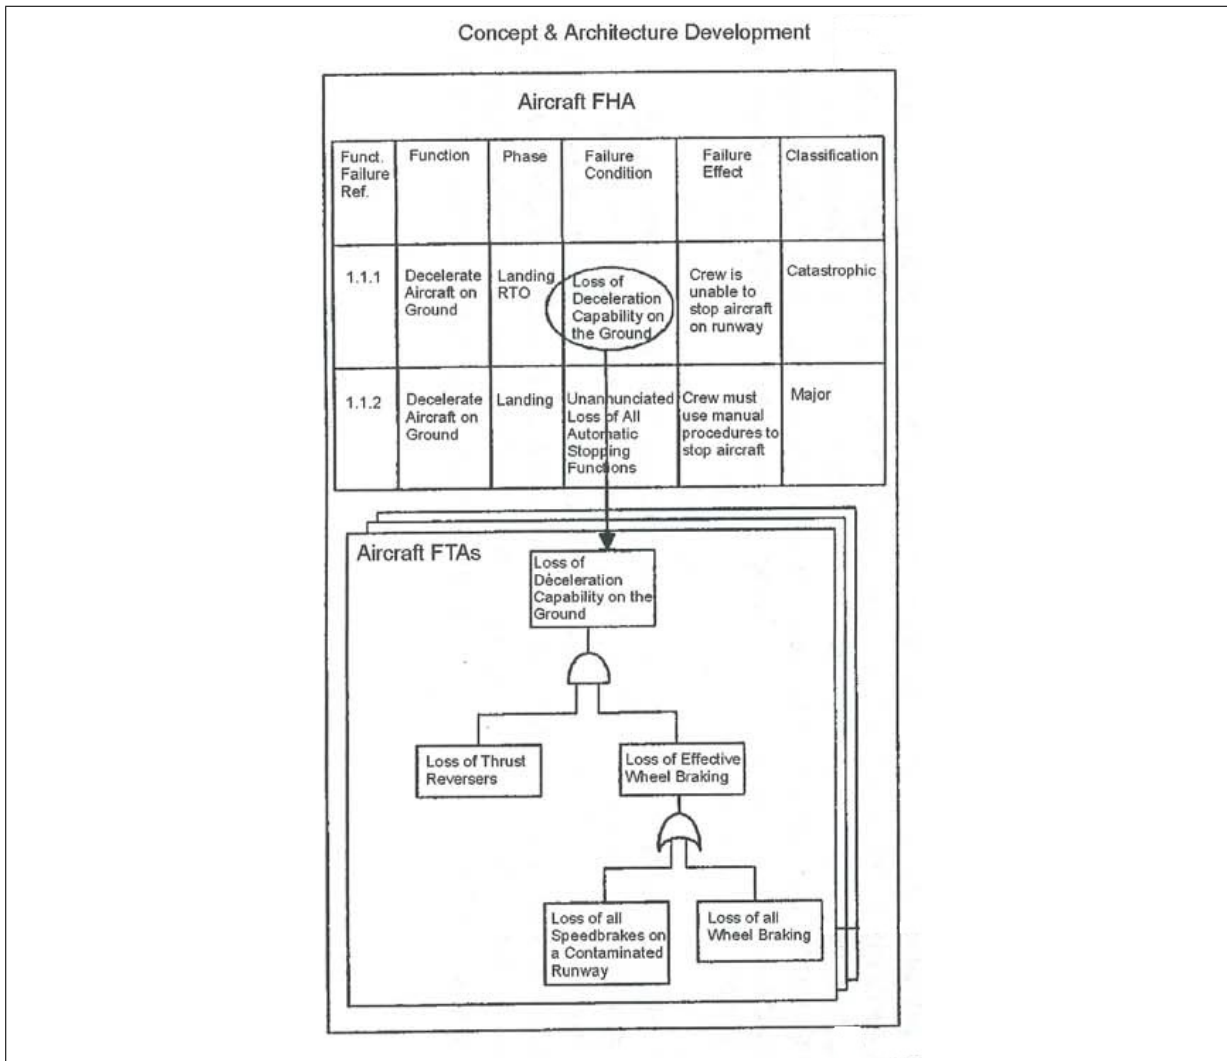 Concept & Architecture Development
Aircraft FHA
Funct.
Failure
Ref.
Function
Phase
Failure
Condition
Failure
Effect
Classification
1.1.1
Decelerate
Aircraft on
Ground
Landing
RTO
Loss of
Deceleration
Capability on
the Ground
Crew is
unable to
stop aircraft
on runway
Catastrophic
1.1.2
Decelerate
Aircraft on
Ground
Landing
Unannunciated
Loss of All
Automatic
Stopping
Functions
Crew must
use manual
procedures to
stop aircraft
Major
Aircraft FTAs
Loss of
Deceleration
Capability on the
Ground
Loss of Thrust
Reversers
Loss of Effective
Wheel Braking
Loss of all
Speedbrakes on
a Contaminated
Runway
Loss of all
Wheel Braking